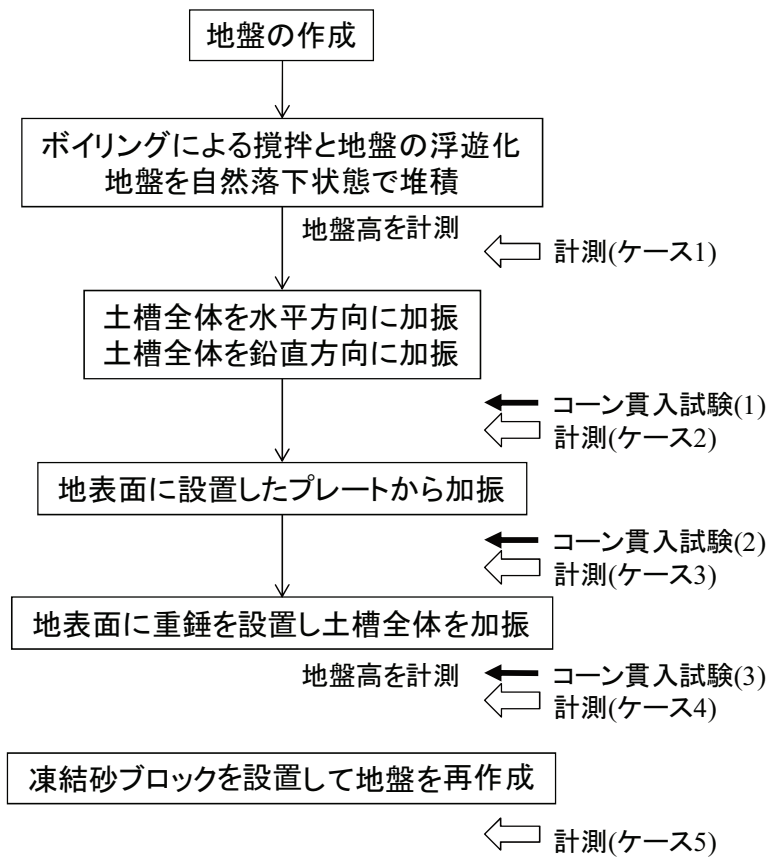 地盤の作成
ボイリングによる撹拌と地盤の浮遊化
地盤を自然落下状態で堆積
地盤高を計測
計測(ケース1)
土槽全体を水平方向に加振
土槽全体を鉛直方向に加振
コーン貫入試験(1)
計測(ケース2)
地表面に設置したプレートから加振
コーン貫入試験(2)
計測(ケース3)
地表面に重錘を設置し土槽全体を加振
地盤高を計測
コーン貫入試験(3)
計測(ケース4)
凍結砂ブロックを設置して地盤を再作成
計測(ケース5)